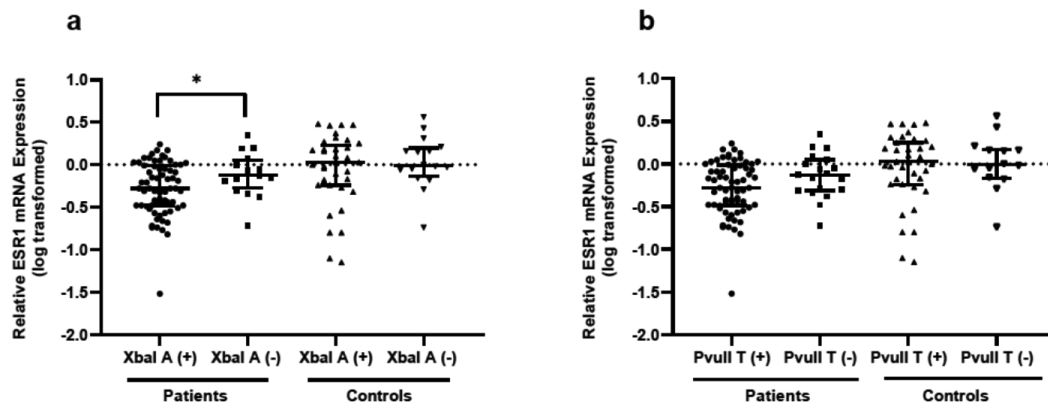 a
Relative ESR1 mRNA Expression
(log transformed)
1.0
0.5
0.0
-0.5
-1.0
-1.5
-2.0
*
XbaI A (+) XbaI A (-) XbaI A (+) XbaI A (-)
Patients Controls
b
Relative ESR1 mRNA Expression
(log transformed)
1.0
0.5
0.0
-0.5
-1.0
-1.5
-2.0
PvuII T (+) PvuII T (-) PvuII T (+) PvuII T (-)
Patients Controls